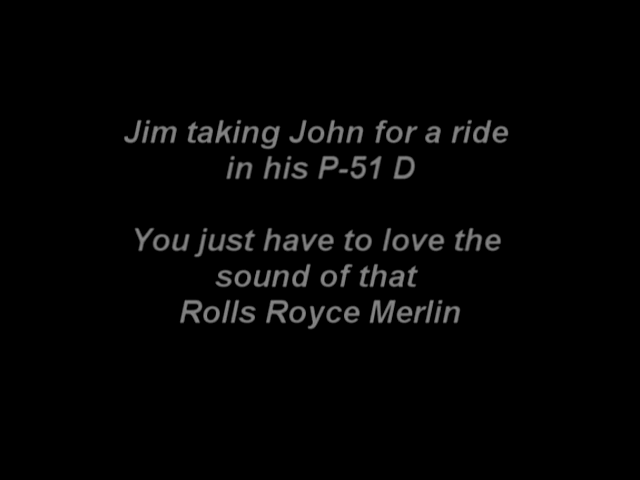 Jim taking John for a ride
in his P-51 D
You just have to love the
sound of that
Rolls Royce Merlin